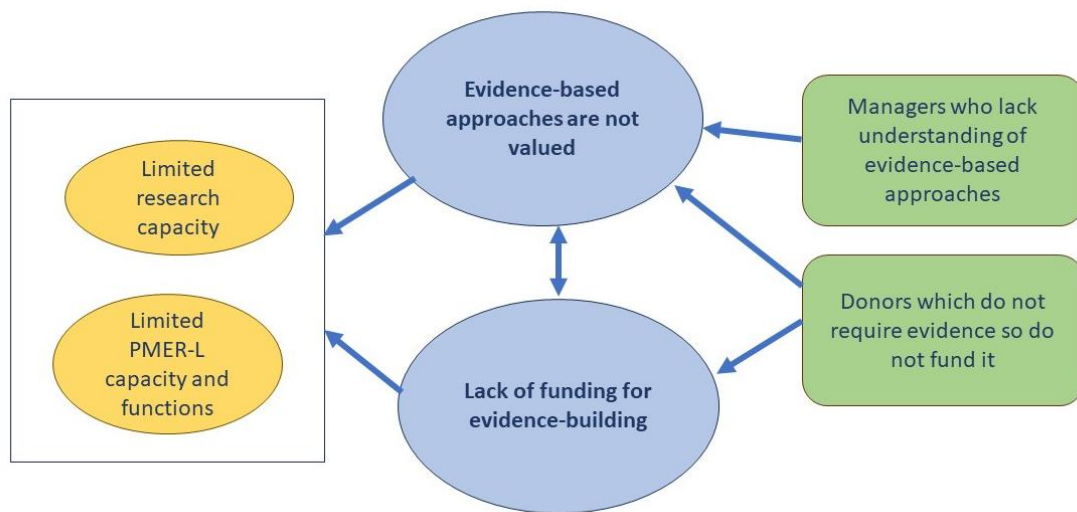 Evidence-based
approaches are not
valued
Managers who lack
understanding of
evidence-based
approaches
Limited
research
capacity
Donors which do not
require evidence so do
not fund it
Limited
PMER-L
capacity and
functions
Lack of funding for
evidence-building